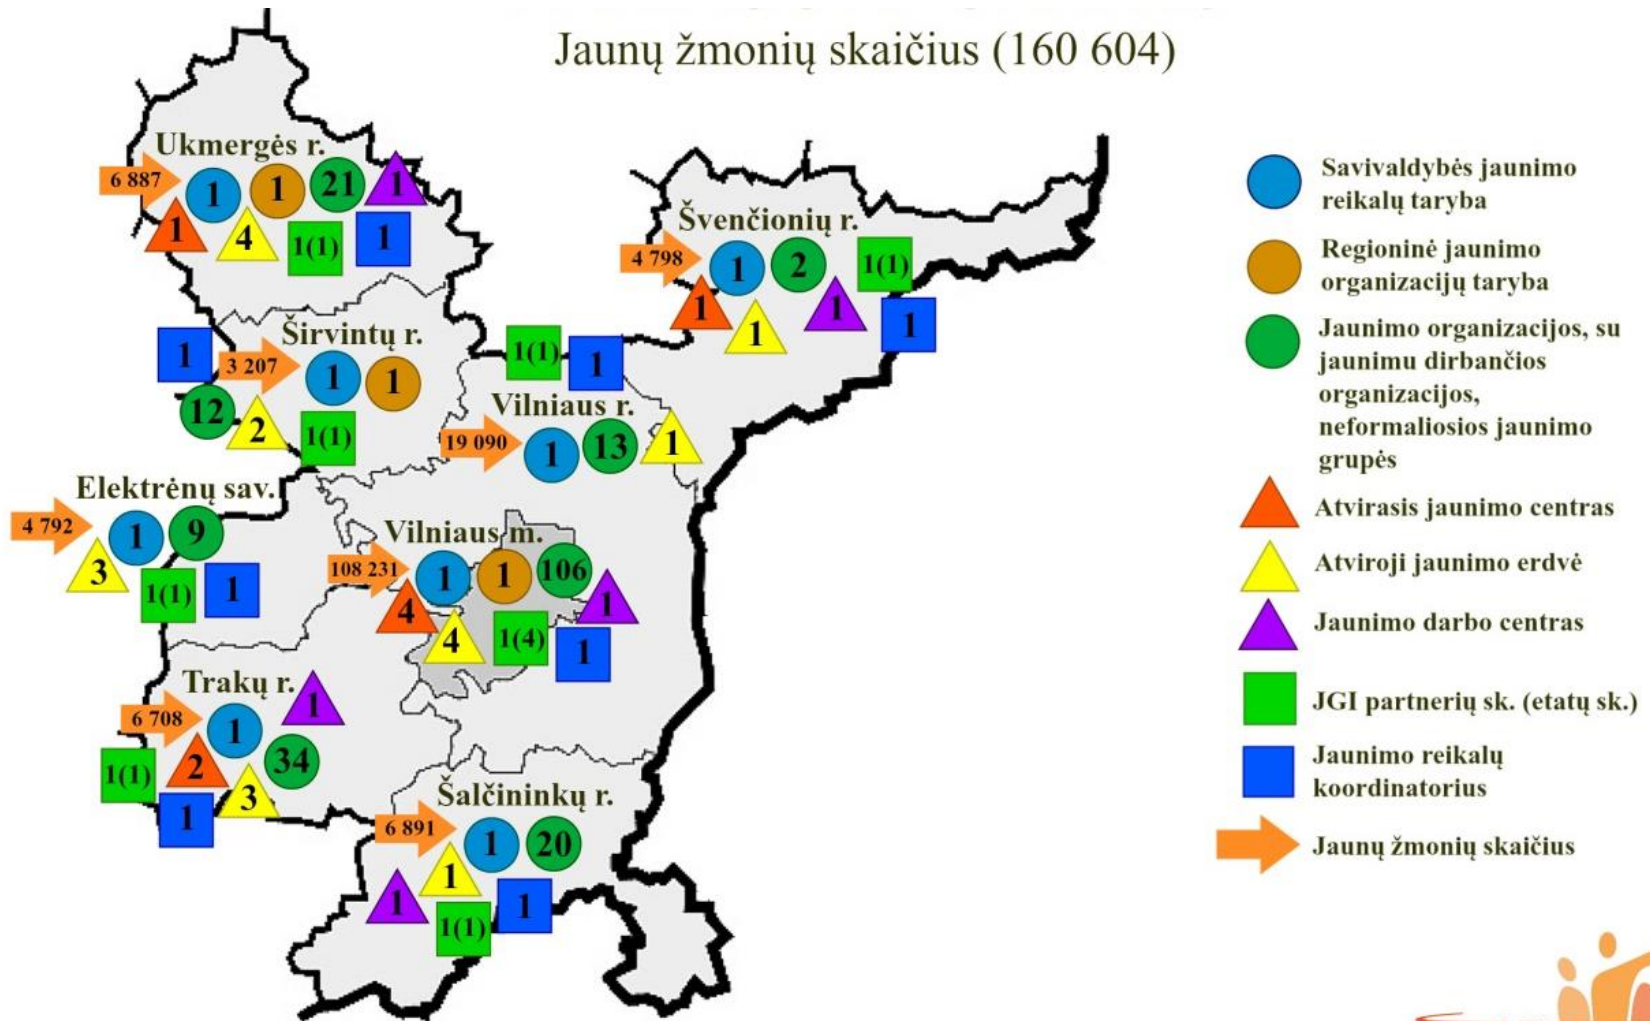 Jaunų žmonių skaičius (160 604)
Ukmergės r.
6 887
1
1
21
1
1
4
1(1)
1
Švenčionių r.
4 798
1
2
1(1)
1
1
1
1
Širvintų r.
1
3 207
1
1
12
2
1(1)
1(1)
1
Vilniaus r.
19 090
1
13
1
Elektrėnų sav.
4 792
1
9
3
1(1)
1
Vilniaus m.
108 231
1
1
106
1
4
4
1(4)
1
Trakų r.
1
6 708
1
34
1(1)
2
3
1
Šalčininkų r.
6 891
1
20
1
1
1(1)
1
Savivaldybės jaunimo
reikalų taryba
Regioninė jaunimo
organizacijų taryba
Jaunimo organizacijos, su
jaunimu dirbančios
organizacijos,
neformaliosios jaunimo
grupės
Atvirasis jaunimo centras
Atviroji jaunimo erdvė
Jaunimo darbo centras
JGI partnerių sk. (etatų sk.)
Jaunimo reikalų
koordinatorius
Jaunų žmonių skaičius